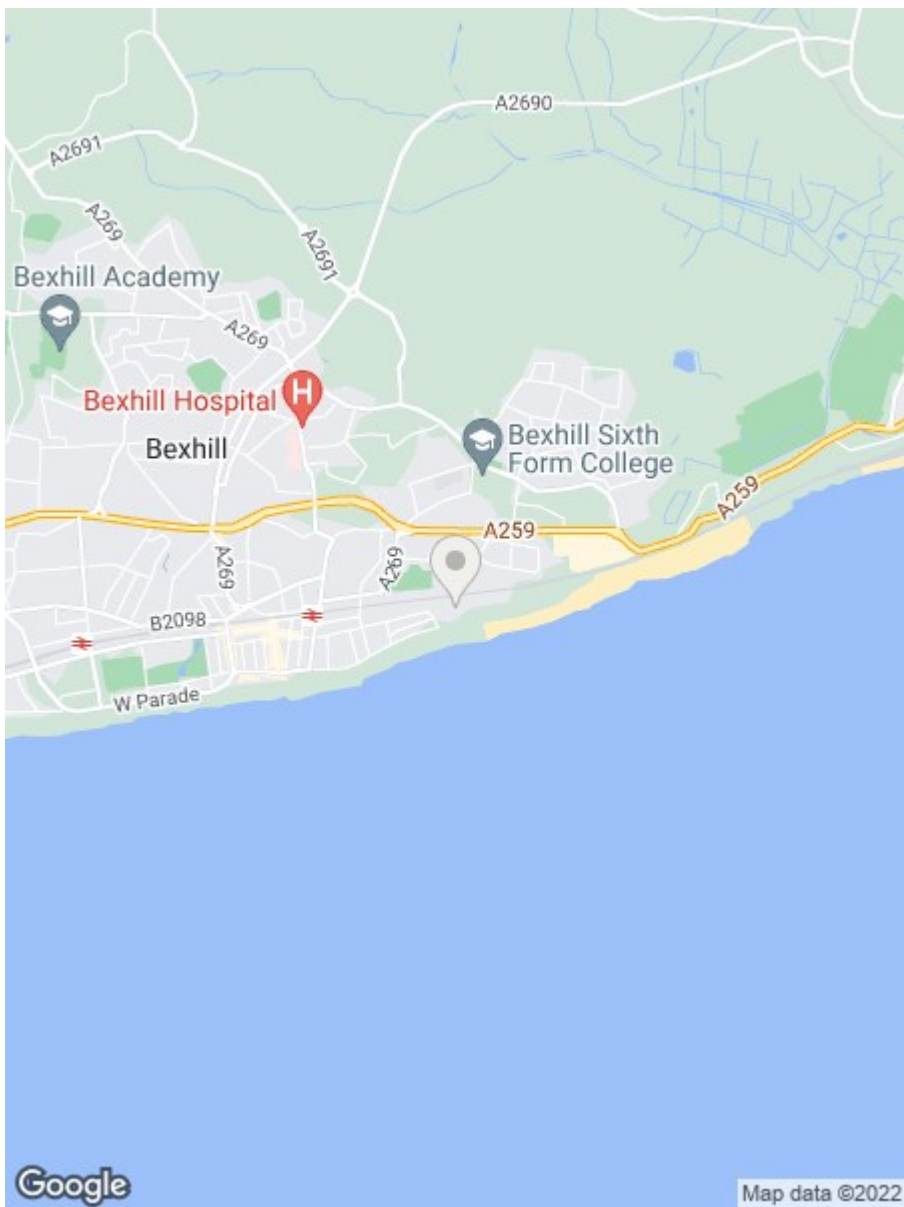 A2690
A2691
A269
A2691
Bexhill Academy
A269
Bexhill Hospital
H
Bexhill
Bexhill Sixth
Form College
A259
A259
A269
A269
B2098
W Parade
Google
Map data ©2022